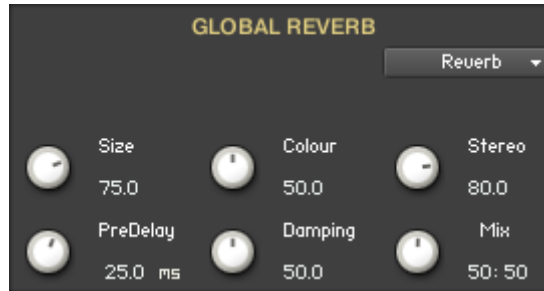 GLOBAL REVERB
Reverb
Size
Colour
Stereo
75.0
50.0
80.0
PreDelay
Damping
Mix
25.0 ms
50.0
50:50